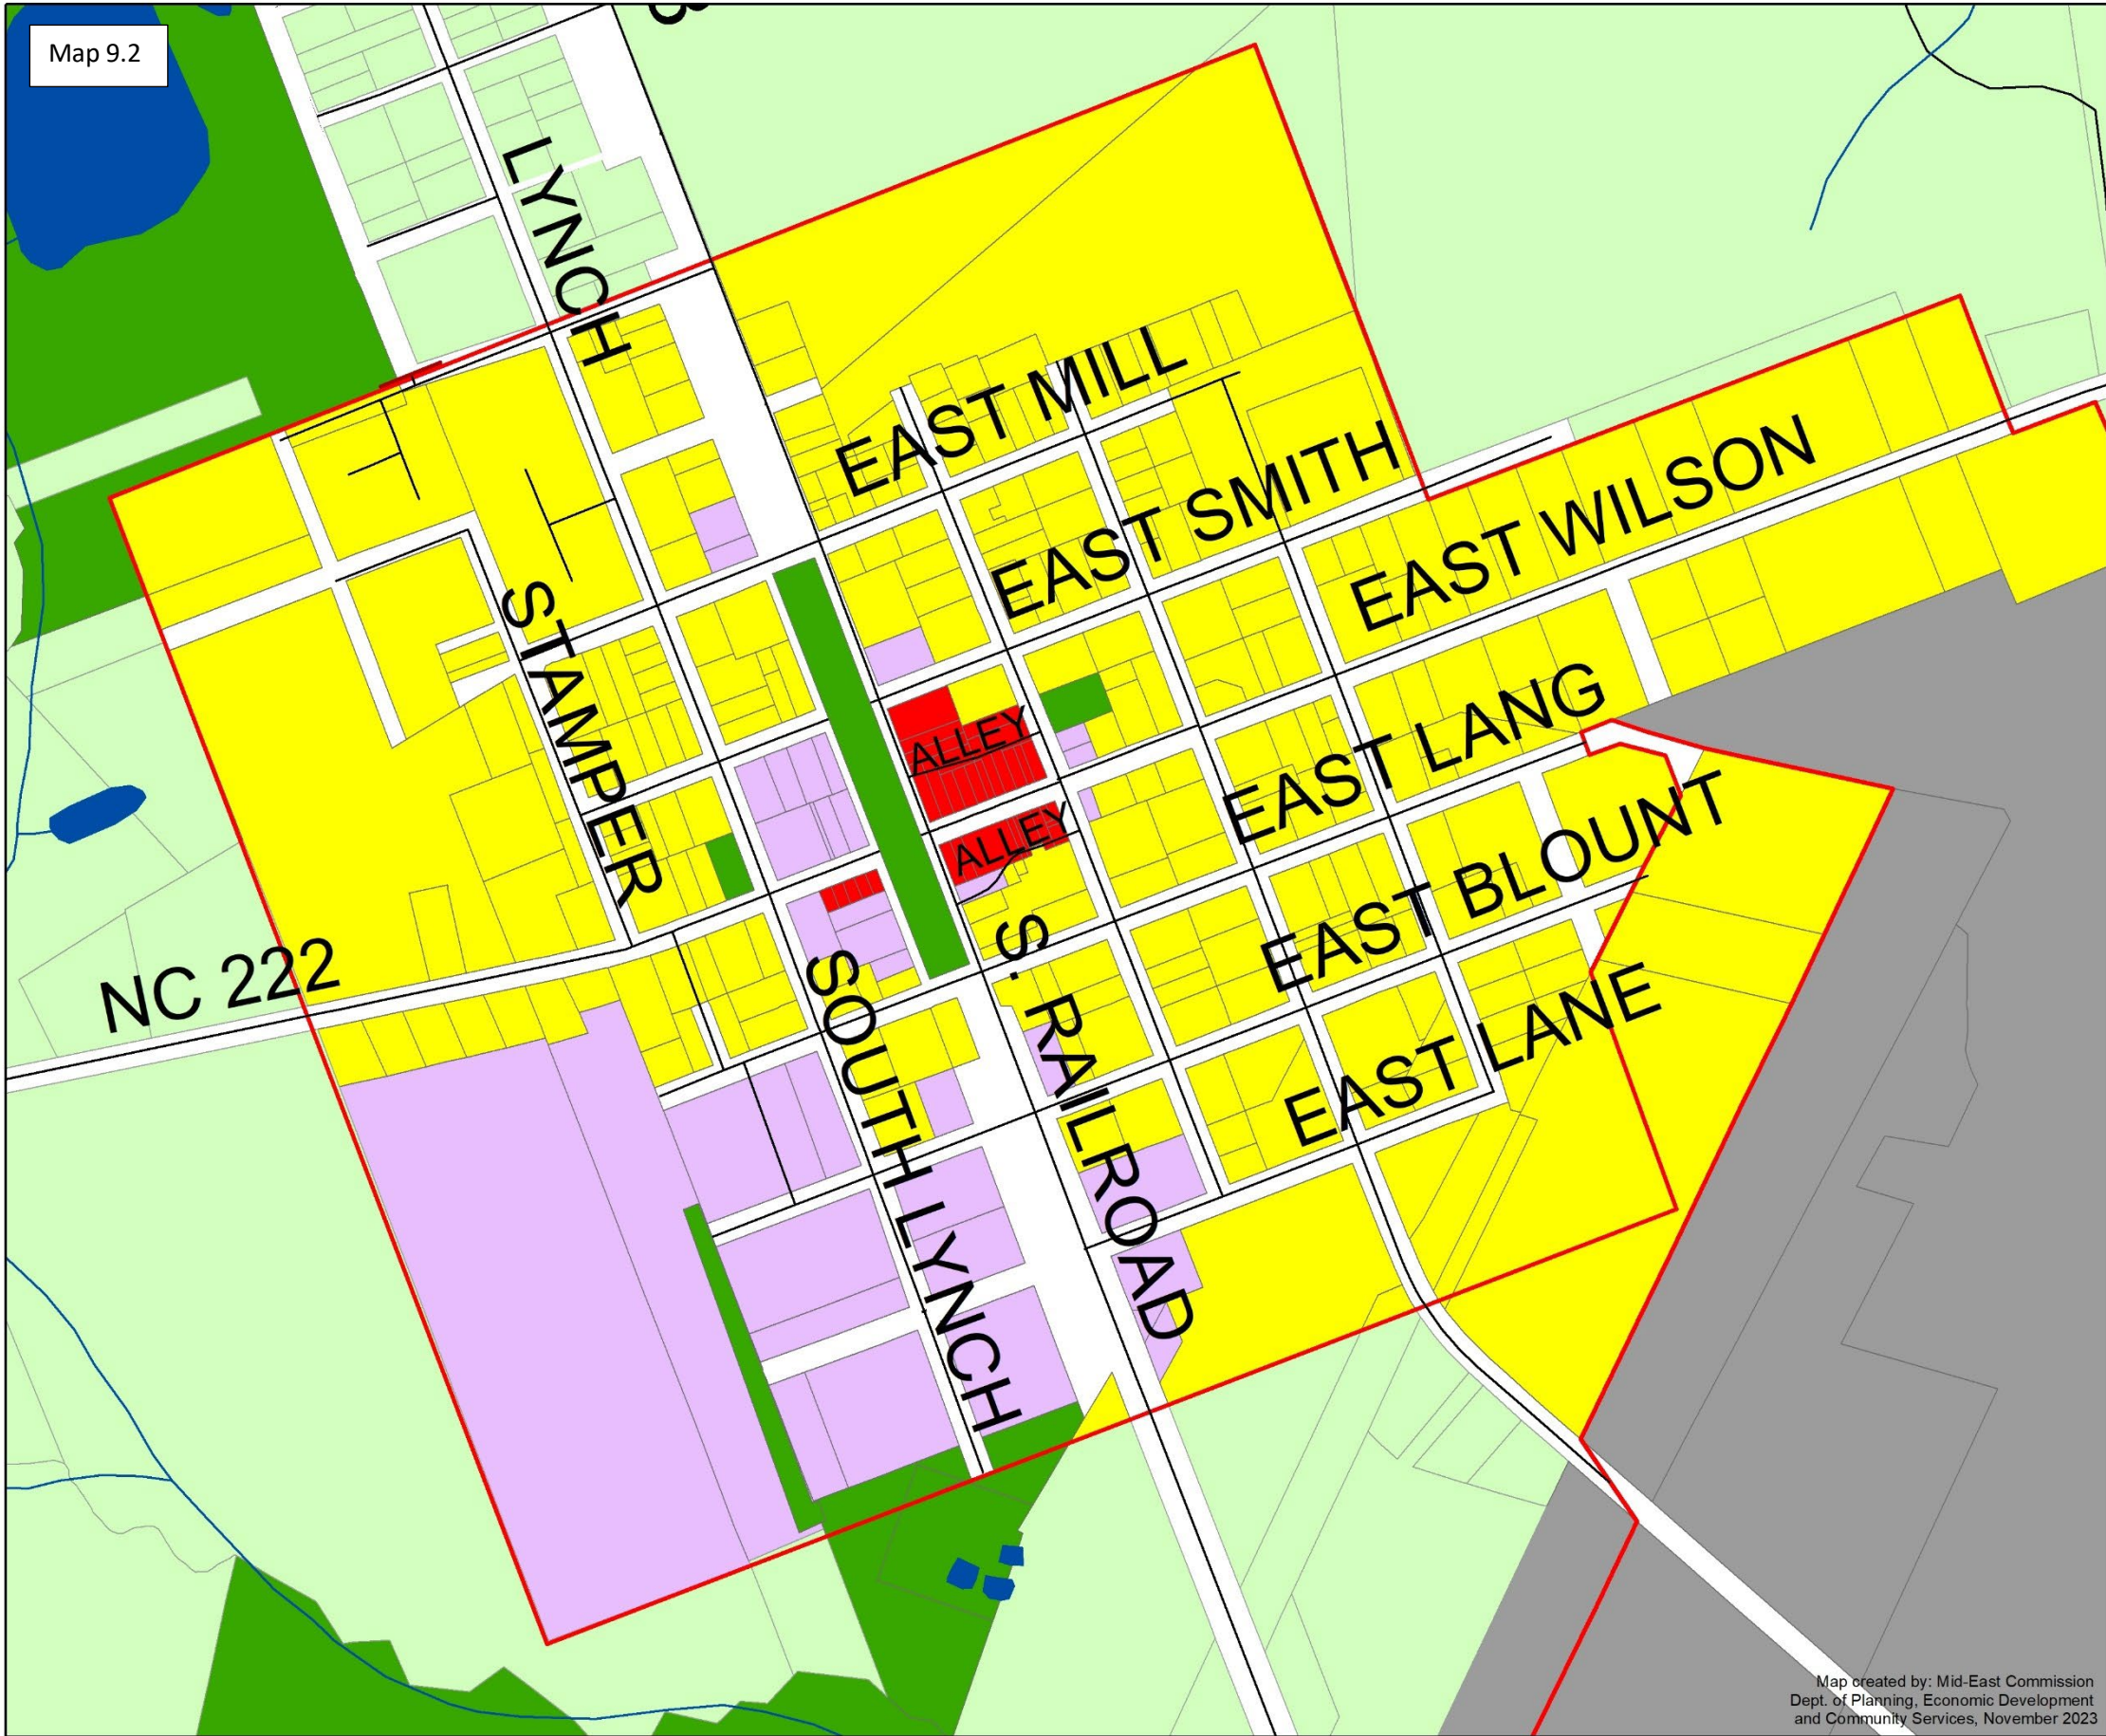 Map 9.2
LYNCH
EAST MILL
EAST SMITH
EAST WILSON
STAMPER
ALLEY
EAST LANG
ALLEY
EAST BLOUNT
NC 222
S. RAILROAD
SOUTH LYNCH
EAST LANE
Map created by: Mid-East Commission
Dept. of Planning, Economic Development
and Community Services, November 2023